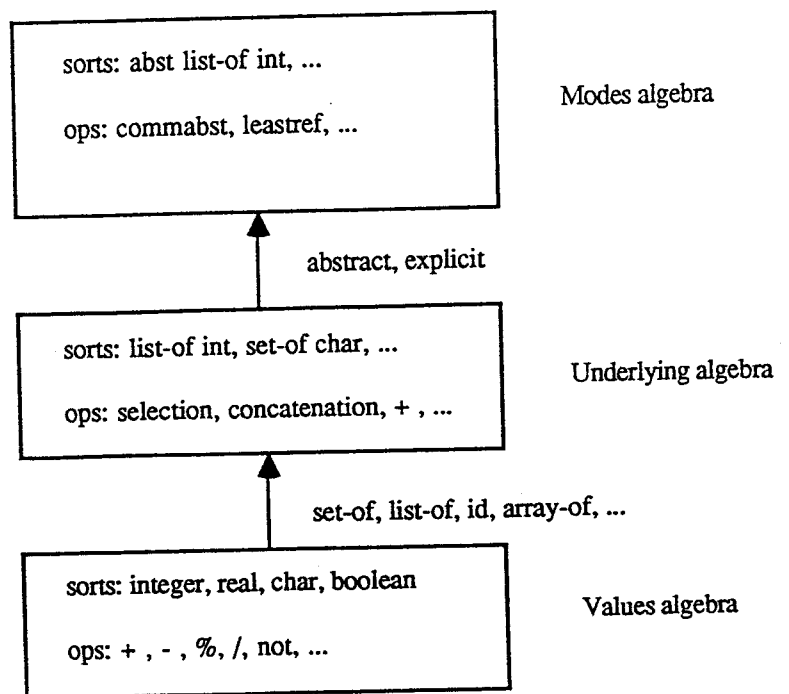 sorts: abst list-of int, ...
Modes algebra
ops: commabst, leastref, ...
abstract, explicit
sorts: list-of int, set-of char, ...
Underlying algebra
ops: selection, concatenation, + , ...
set-of, list-of, id, array-of, ...
sorts: integer, real, char, boolean
Values algebra
ops: + , - , %, /, not, ...